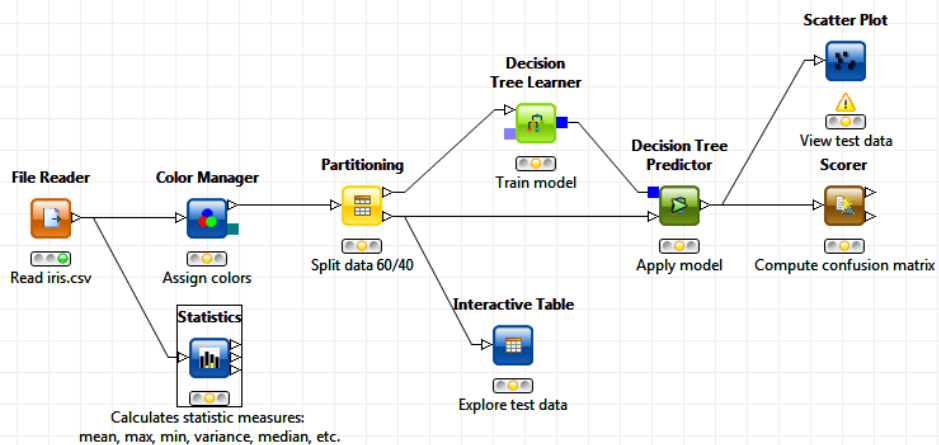 Scatter Plot
View test data
Decision
Tree Learner
Train model
Decision Tree
Predictor
Apply model
Scorer
Compute confusion matrix
Partitioning
Split data 60/40
File Reader
Read iris.csv
Color Manager
Assign colors
Interactive Table
Explore test data
Statistics
Calculates statistic measures:
mean, max, min, variance, median, etc.